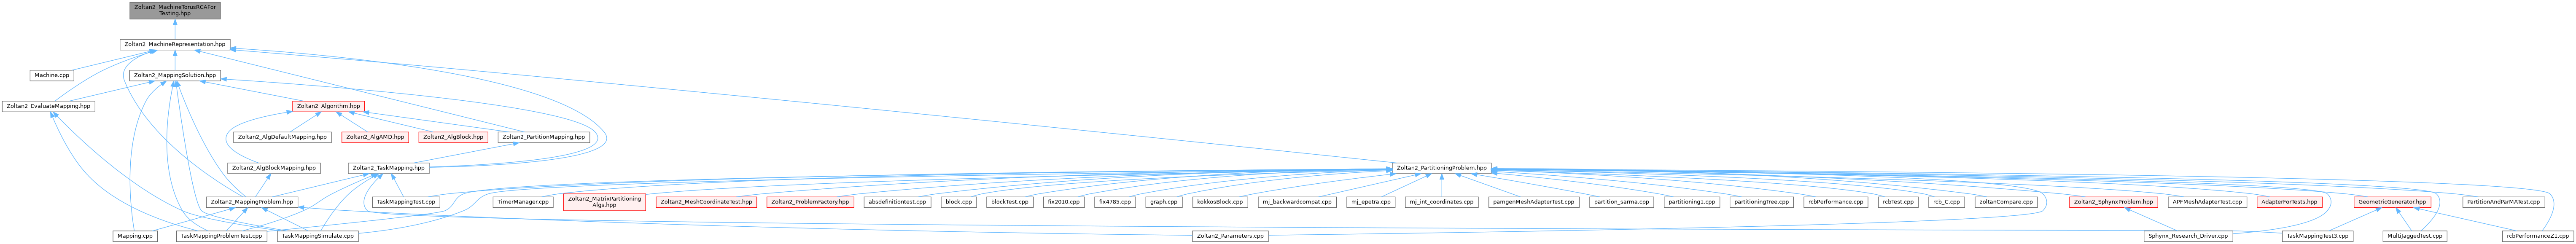 Zoltan2_MachineTorusRCAFor
Testing.hpp
Zoltan2_MachineRepresentation.hpp
Machine.cpp
Zoltan2_MappingSolution.hpp
Zoltan2_EvaluateMapping.hpp
Zoltan2_Algorithm.hpp
Zoltan2_AlgDefaultMapping.hpp
Zoltan2_AlgAMD.hpp
Zoltan2_AlgBlock.hpp
Zoltan2_PartitionMapping.hpp
Zoltan2_AlgBlockMapping.hpp
Zoltan2_TaskMapping.hpp
Zoltan2_PartitioningProblem.hpp
Zoltan2_MappingProblem.hpp
TaskMappingTest.cpp
TimerManager.cpp
Zoltan2_MatrixPartitioning
Algs.hpp
Zoltan2_MeshCoordinateTest.hpp
Zoltan2_ProblemFactory.hpp
absdefinitiontest.cpp
block.cpp
blockTest.cpp
fix2010.cpp
fix4785.cpp
graph.cpp
kokkosBlock.cpp
mj_backwardcompat.cpp
mj_epetra.cpp
mj_int_coordinates.cpp
pamgenMeshAdapterTest.cpp
partition_sarma.cpp
partitioning1.cpp
partitioningTree.cpp
rcbPerformance.cpp
rcbTest.cpp
rcb_C.cpp
zoltanCompare.cpp
Zoltan2_SphynxProblem.hpp
APFMeshAdapterTest.cpp
AdapterForTests.hpp
GeometricGenerator.hpp
PartitionAndParMATest.cpp
Mapping.cpp
TaskMappingProblemTest.cpp
TaskMappingSimulate.cpp
Zoltan2_Parameters.cpp
Sphynx_Research_Driver.cpp
TaskMappingTest3.cpp
MultiJaggedTest.cpp
rcbPerformanceZ1.cpp